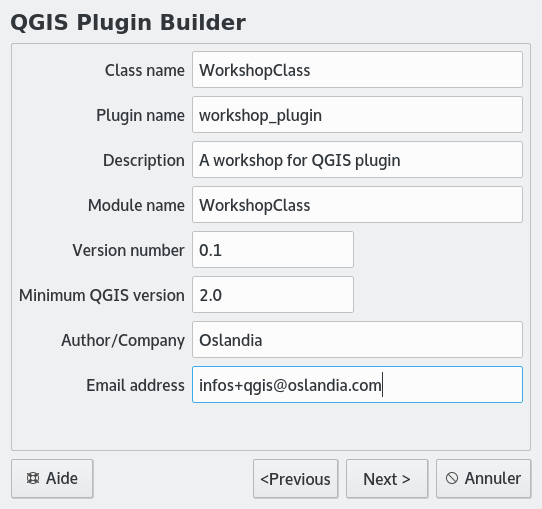 QGIS Plugin Builder
Class name WorkshopClass
Plugin name workshop_plugin
Description A workshop for QGIS plugin
Module name WorkshopClass
Version number 0.1
Minimum QGIS version 2.0
Author/Company Oslandia
Email address infos+qgis@oslandia.com
Aide <Previous Next > Annuler